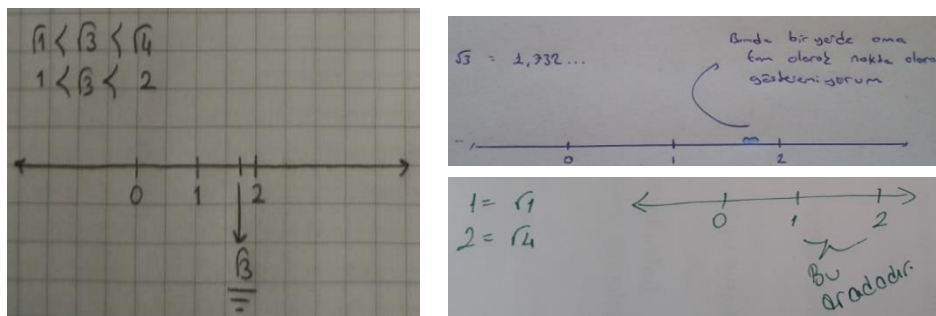 √1 < √3 < √4
1 < √3 < 2
0 1 2
√3
√3 = 1,732...
Burada bir yerde ama
tam olarak nokta olarak
gösteremiyorum
0 1 2
1 = √1
2 = √4
0 1 2
Bu
aradadır.